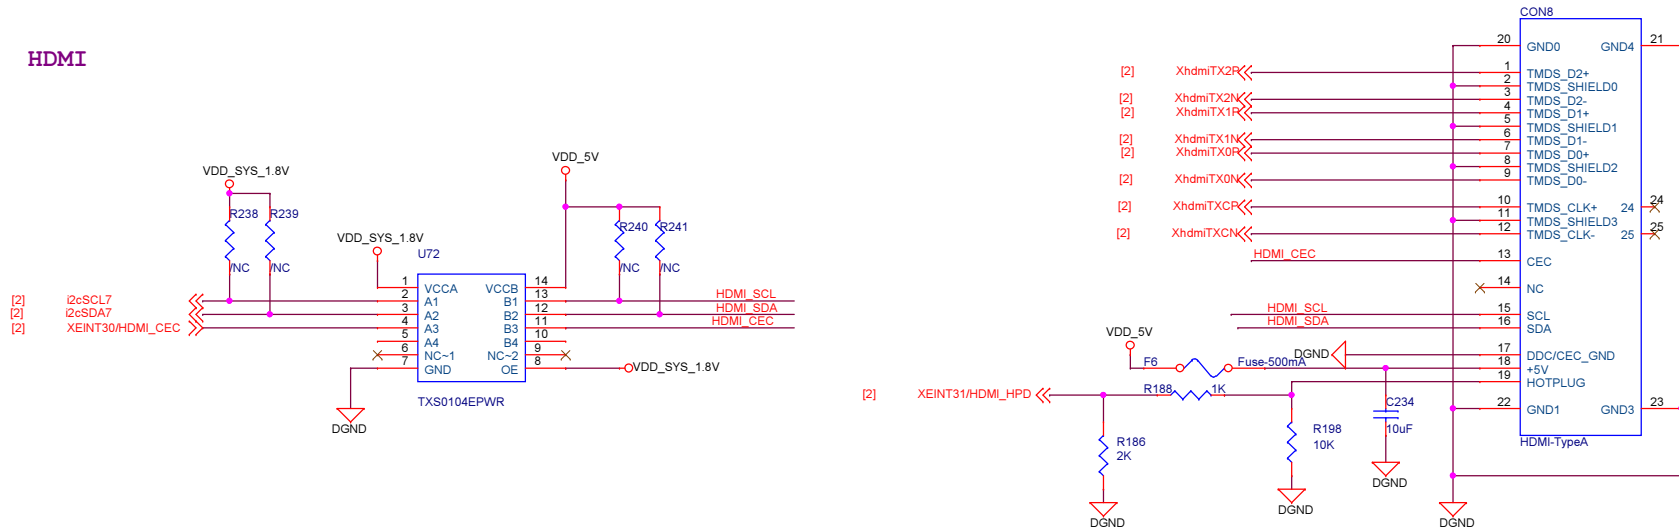 HDMI
VDD_SYS_1.8V
R238
R239
/NC
/NC
VDD_SYS_1.8V
VDD_5V
R240
R241
/NC
/NC
U72
1 VCCA VCCB 14
2 A1 B1 13
3 A2 B2 12
4 A3 B3 11
5 A4 B4 10
6 NC~1 NC~2 9
7 GND OE 8
TXS0104EPWR
[2] i2cSCL7
[2] i2cSDA7
[2] XEINT30/HDMI_CEC
HDMI_SCL
HDMI_SDA
HDMI_CEC
VDD_SYS_1.8V
DGND
CON8
20 GND0 GND4 21
[2] XhdmiTX2P 1 TMDS_D2+
2 TMDS_SHIELD0
[2] XhdmiTX2N 3 TMDS_D2-
[2] XhdmiTX1P 4 TMDS_D1+
5 TMDS_SHIELD1
[2] XhdmiTX1N 6 TMDS_D1-
[2] XhdmiTX0P 7 TMDS_D0+
8 TMDS_SHIELD2
[2] XhdmiTX0N 9 TMDS_D0-
[2] XhdmiTXCP 10 TMDS_CLK+ 24 24
11 TMDS_SHIELD3
[2] XhdmiTXCN 12 TMDS_CLK- 25 25
HDMI_CEC 13 CEC
14 NC
HDMI_SCL 15 SCL
HDMI_SDA 16 SDA
DGND 17 DDC/CEC_GND
VDD_5V
F6 Fuse-500mA 18 +5V
19 HOTPLUG
[2] XEINT31/HDMI_HPD R188 1K
22 GND1 GND3 23
HDMI-TypeA
C234
10uF
R186
2K
R198
10K
DGND
DGND
DGND
DGND